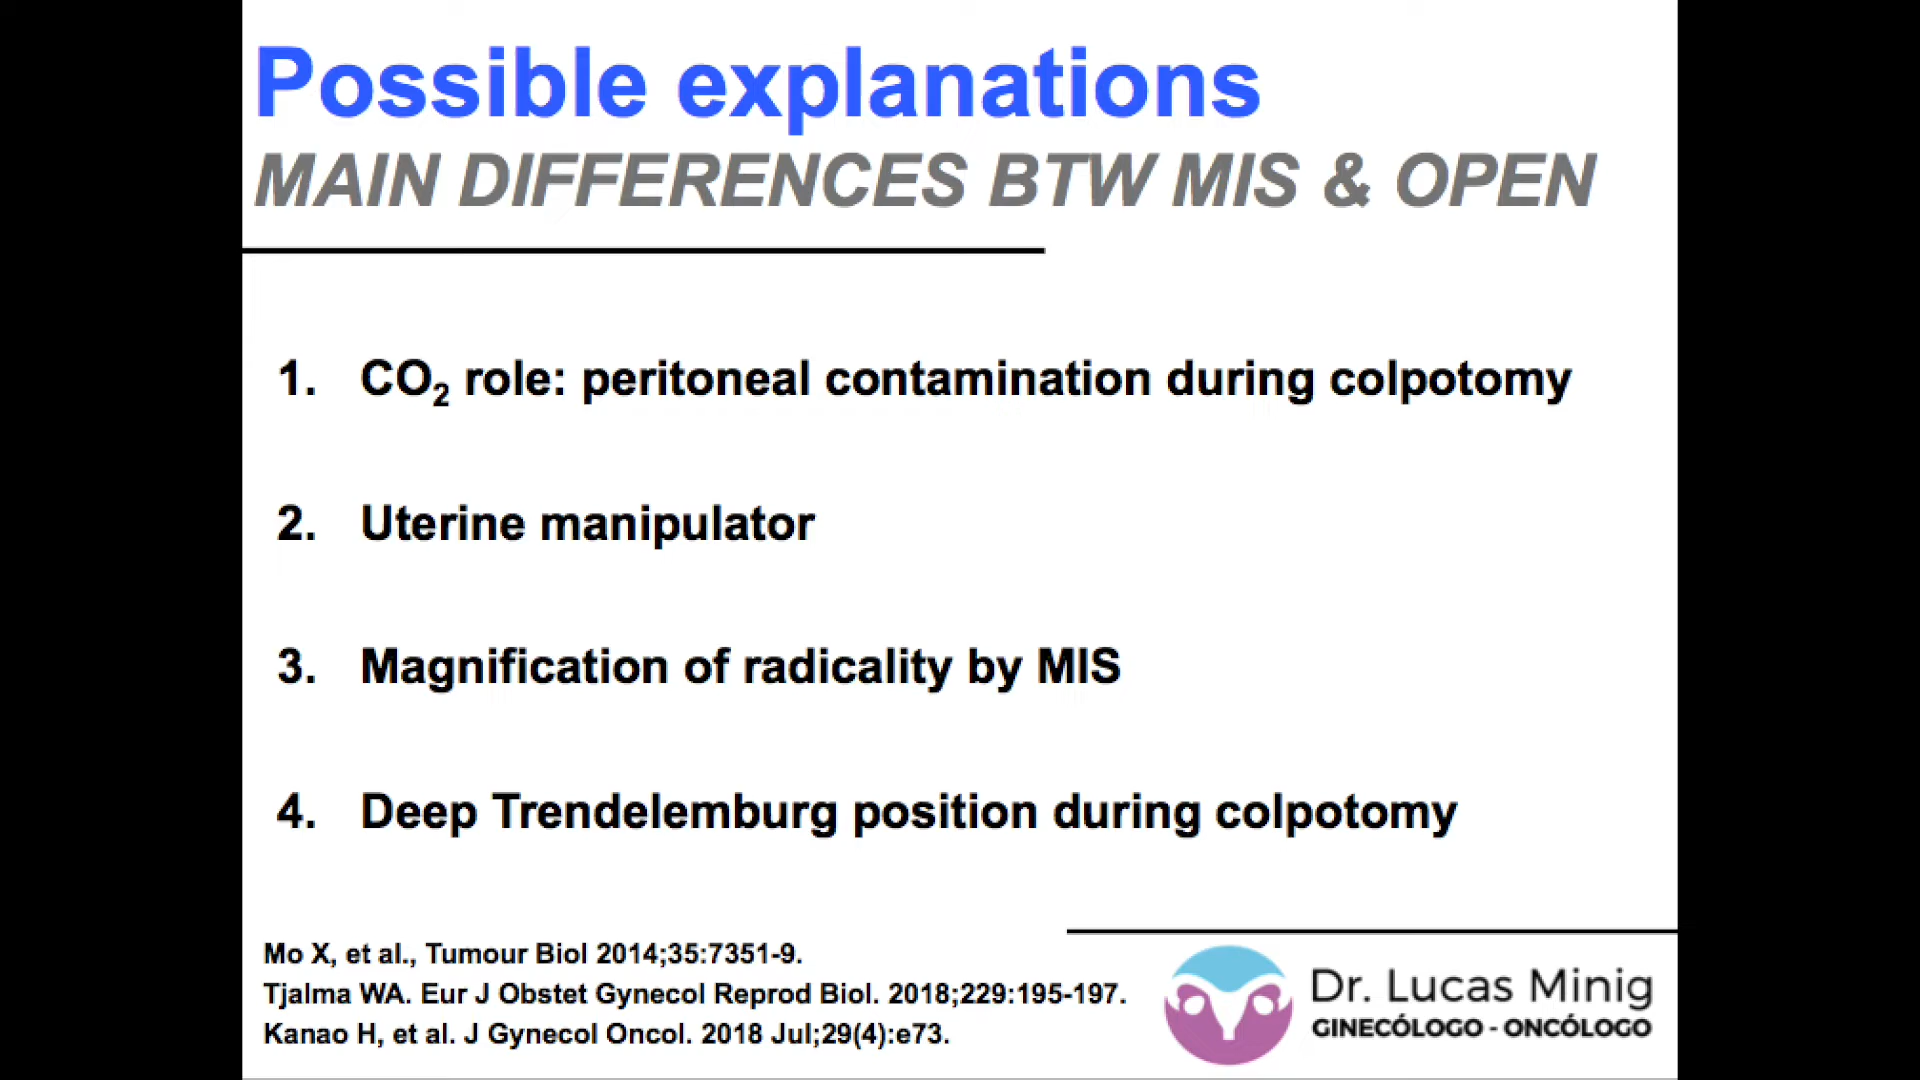 Possible explanations
MAIN DIFFERENCES BTW MIS & OPEN
1. CO₂ role: peritoneal contamination during colpotomy
2. Uterine manipulator
3. Magnification of radicality by MIS
4. Deep Trendelemburg position during colpotomy
Mo X, et al., Tumour Biol 2014;35:7351-9.
Tjalma WA. Eur J Obstet Gynecol Reprod Biol. 2018;229:195-197.
Kanao H, et al. J Gynecol Oncol. 2018 Jul;29(4):e73.
Dr. Lucas Minig
GINECÓLOGO - ONCÓLOGO